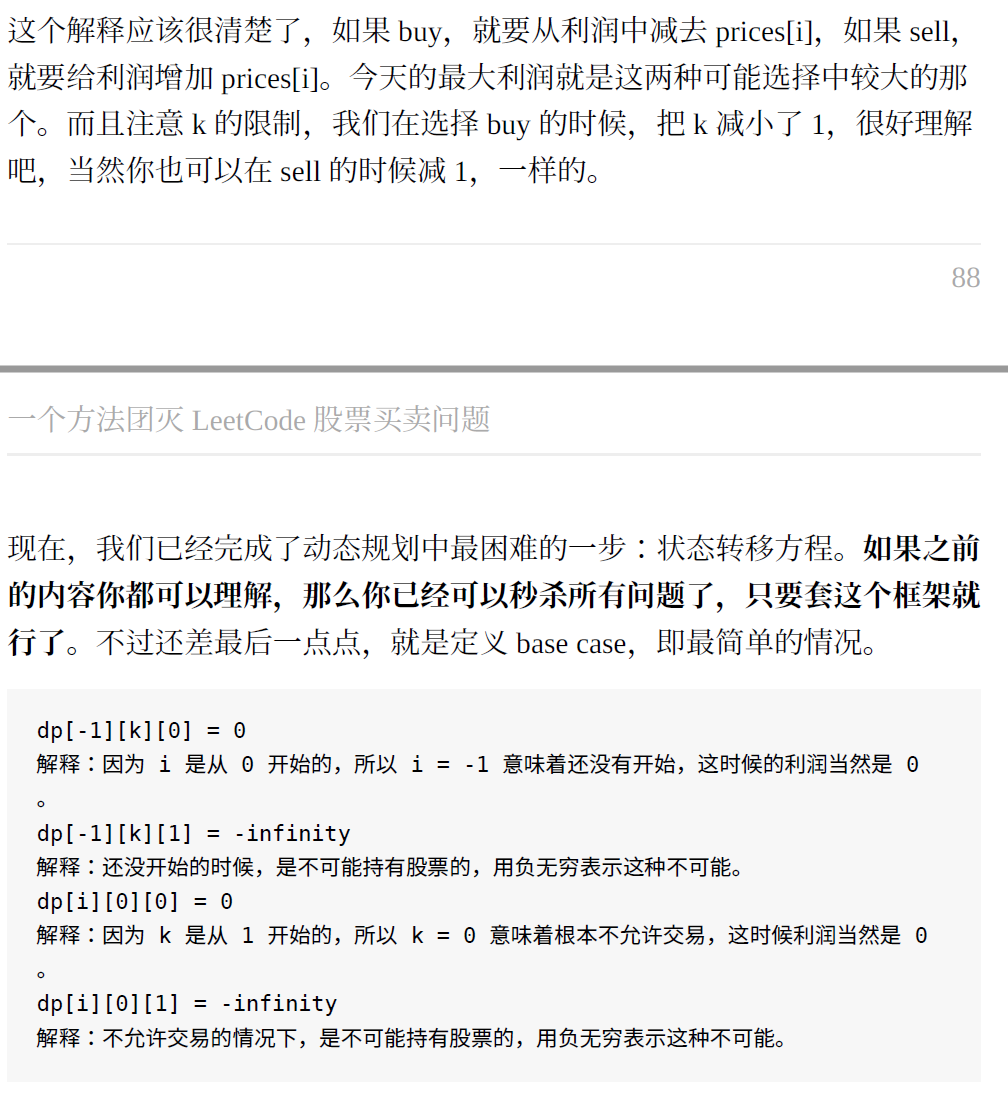 这个解释应该很清楚了，如果 buy，就要从利润中减去 prices[i]，如果 sell，
就要给利润增加 prices[i]。今天的最大利润就是这两种可能选择中较大的那
个。而且注意 k 的限制，我们在选择 buy 的时候，把 k 减小了 1，很好理解
吧，当然你也可以在 sell 的时候减 1，一样的。
88
一个方法团灭 LeetCode 股票买卖问题
现在，我们已经完成了动态规划中最困难的一步：状态转移方程。如果之前
的内容你都可以理解，那么你已经可以秒杀所有问题了，只要套这个框架就
行了。不过还差最后一点点，就是定义 base case，即最简单的情况。
dp[-1][k][0] = 0
解释：因为 i 是从 0 开始的，所以 i = -1 意味着还没有开始，这时候的利润当然是 0
。
dp[-1][k][1] = -infinity
解释：还没开始的时候，是不可能持有股票的，用负无穷表示这种不可能。
dp[i][0][0] = 0
解释：因为 k 是从 1 开始的，所以 k = 0 意味着根本不允许交易，这时候利润当然是 0
。
dp[i][0][1] = -infinity
解释：不允许交易的情况下，是不可能持有股票的，用负无穷表示这种不可能。